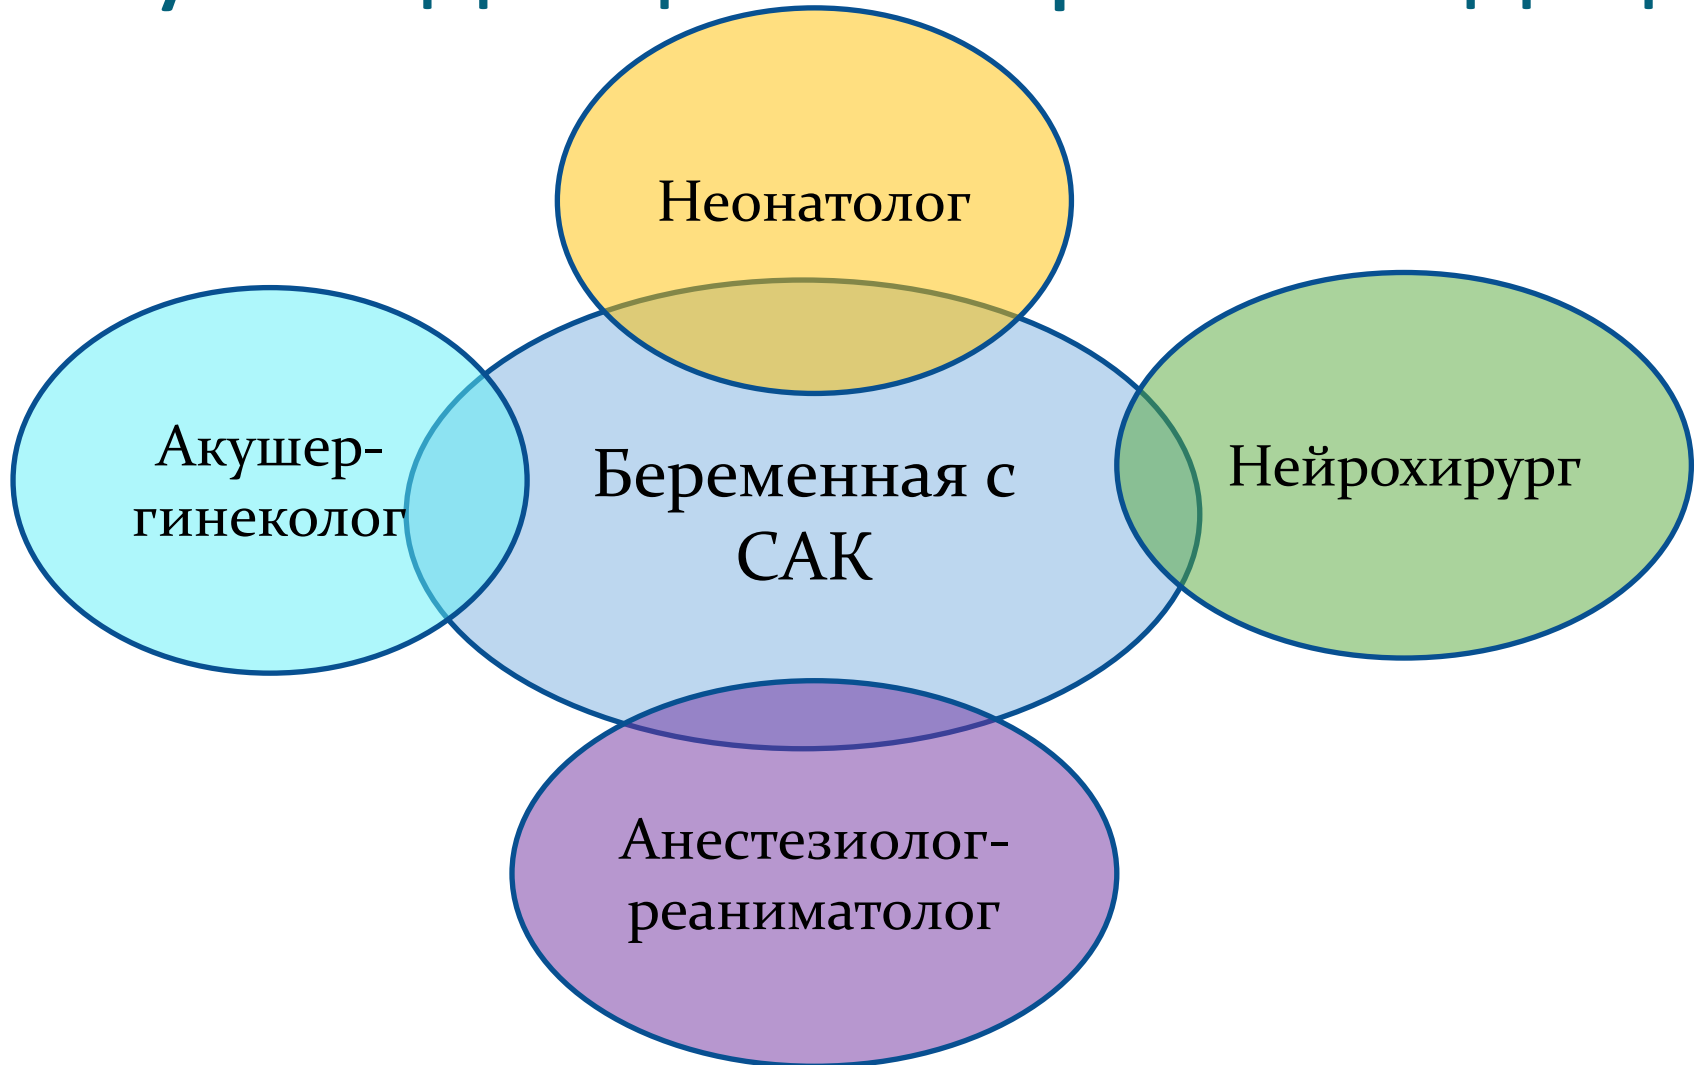 Неонатолог
Акушер-
гинеколог
Беременная с
САК
Нейрохирург
Анестезиолог-
реаниматолог